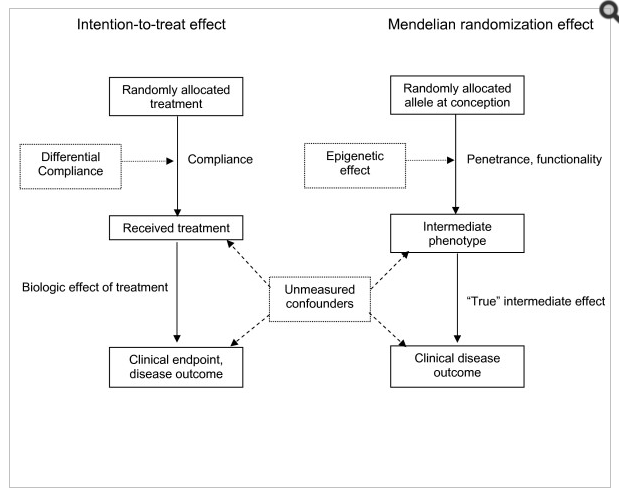 Intention-to-treat effect
Mendelian randomization effect
Randomly allocated
treatment
Randomly allocated
allele at conception
Differential
Compliance
Compliance
Epigenetic
effect
Penetrance, functionality
Received treatment
Intermediate
phenotype
Biologic effect of treatment
Unmeasured
confounders
“True” intermediate effect
Clinical endpoint,
disease outcome
Clinical disease
outcome